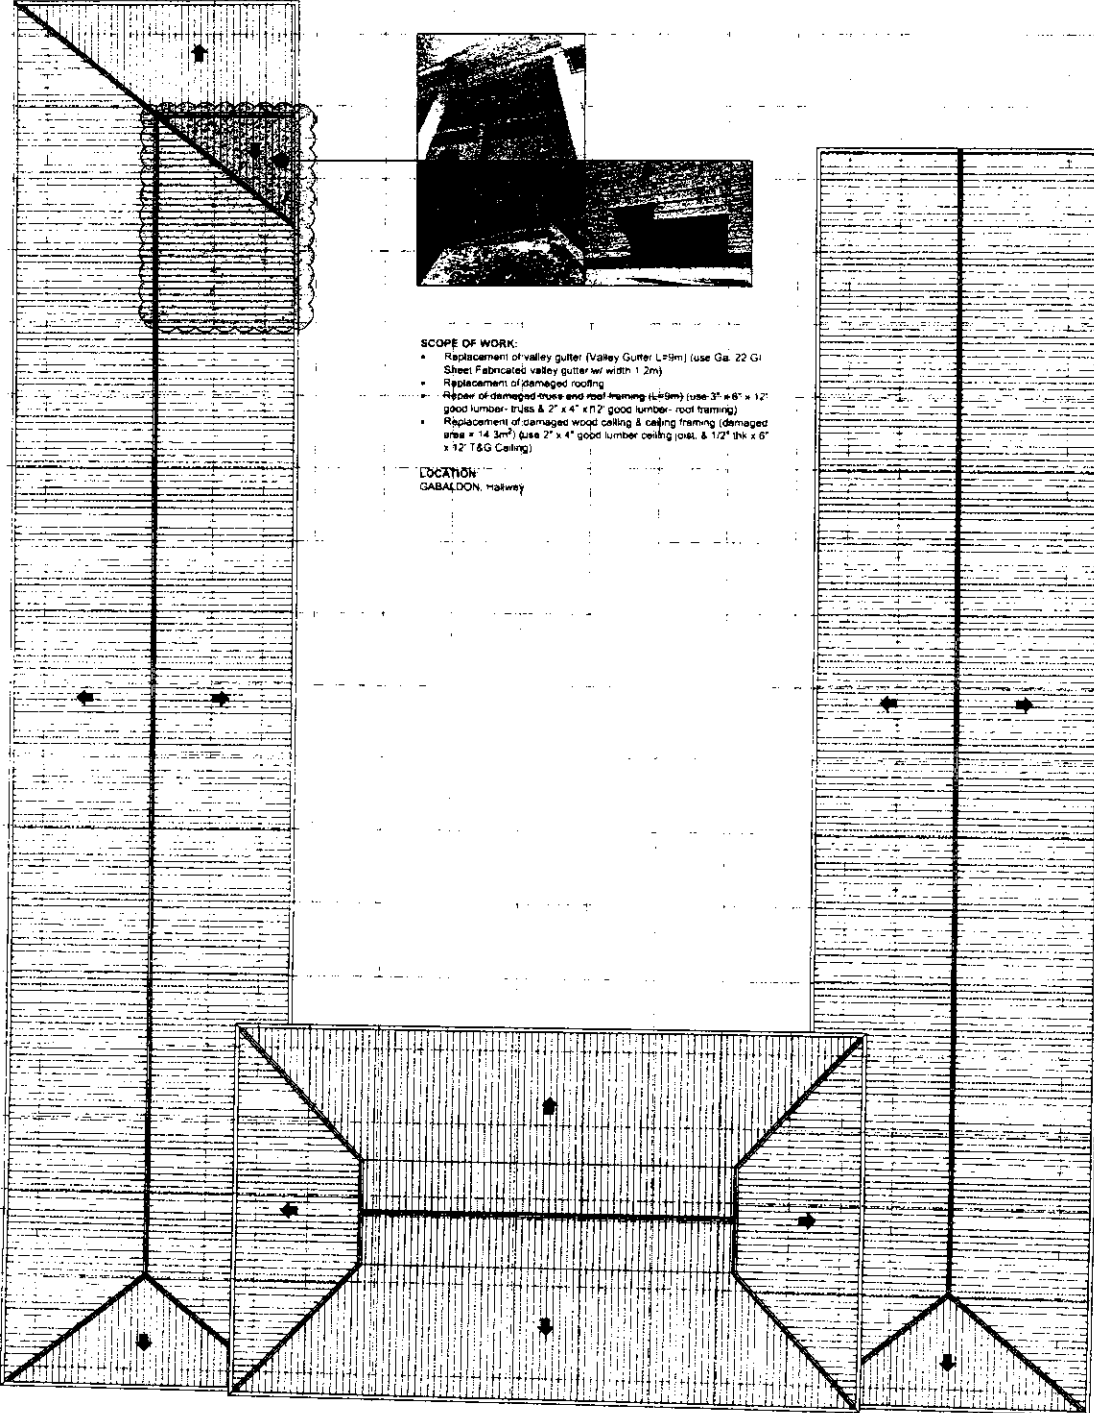 SCOPE OF WORK:
• Replacement of valley gutter (Valley Gutter L=9m) (use Ga. 22 GI
Sheet Fabricated valley gutter w/ width 1.2m)
• Replacement of damaged roofing
• Repair of damaged truss and roof framing (L=9m) (use 3" x 6" x 12'
good lumber- truss & 2" x 4" x 12' good lumber- roof framing)
• Replacement of damaged wood ceiling & ceiling framing (damaged
area = 14.3m²) (use 2" x 4" good lumber ceiling joist, & 1/2" thk x 6"
x 12' T&G Ceiling)
LOCATION:
GABALDON, Hallway